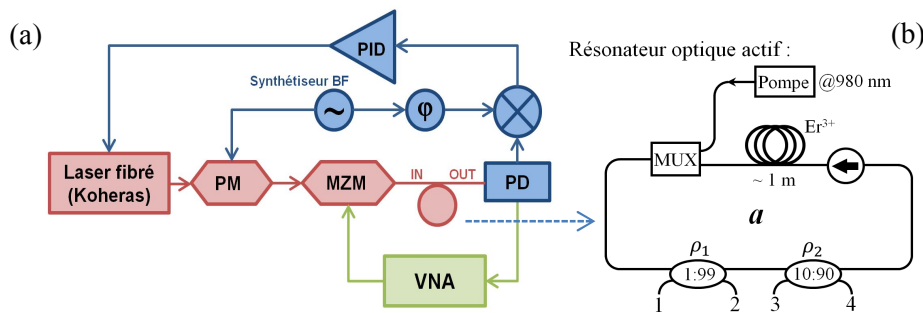 (a)
PID
Synthétiseur BF
~
φ
Laser fibré
(Koheras)
PM
MZM
IN
OUT
PD
VNA
(b)
Résonateur optique actif :
Pompe
@980 nm
MUX
Er³⁺
~ 1 m
a
ρ₁
1:99
ρ₂
10:90
1
2
3
4